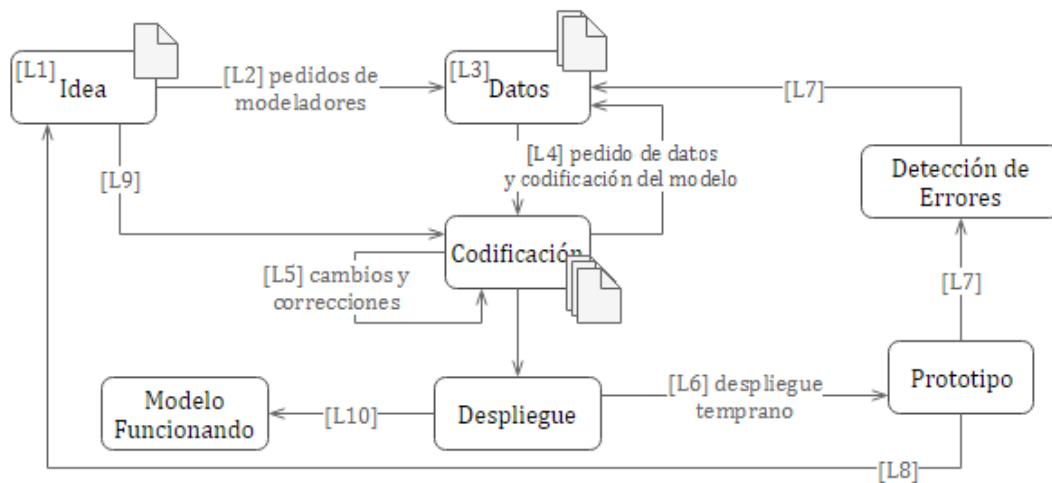 [L1]
Idea
[L2] pedidos de
modeladores
[L3]
Datos
[L7]
[L9]
[L4] pedido de datos
y codificación del modelo
Detección de
Errores
Codificación
[L5] cambios y
correcciones
[L7]
Modelo
Funcionando
[L10]
Despliegue
[L6] despliegue
temprano
Prototipo
[L8]